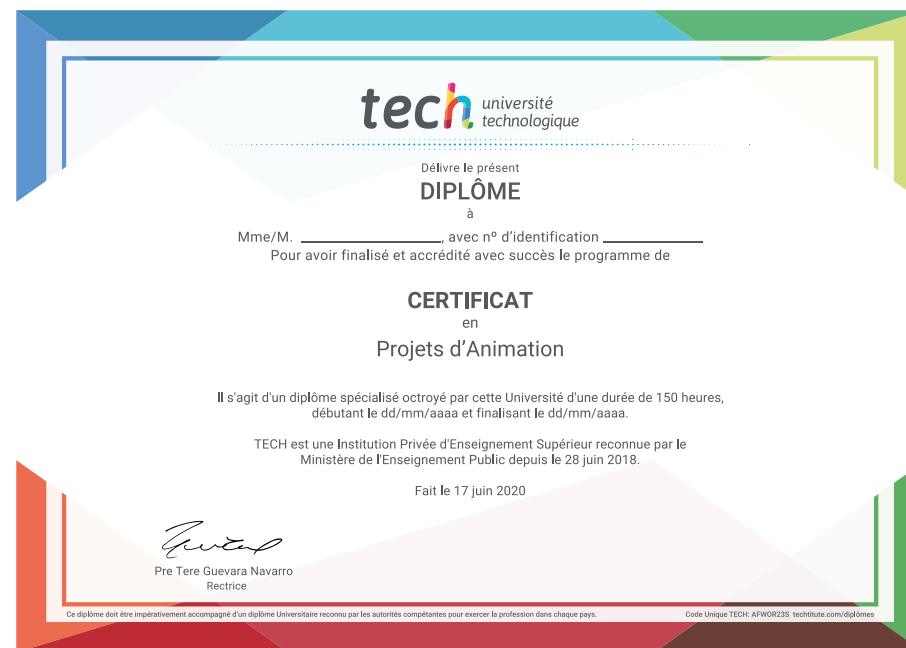 tech université
technologique
Délivre le présent
DIPLÔME
à
Mme/M. ____________________, avec nº d'identification ______________
Pour avoir finalisé et accrédité avec succès le programme de
CERTIFICAT
en
Projets d'Animation
Il s'agit d'un diplôme spécialisé octroyé par cette Université d'une durée de 150 heures,
débutant le dd/mm/aaaa et finalisant le dd/mm/aaaa.
TECH est une Institution Privée d'Enseignement Supérieur reconnue par le
Ministère de l'Enseignement Public depuis le 28 juin 2018.
Fait le 17 juin 2020
Pre Tere Guevara Navarro
Rectrice
Ce diplôme doit être impérativement accompagné d'un diplôme Universitaire reconnu par les autorités compétantes pour exercer la profession dans chaque pays.
Code Unique TECH: AFWOR23S techtitute.com/diplômes